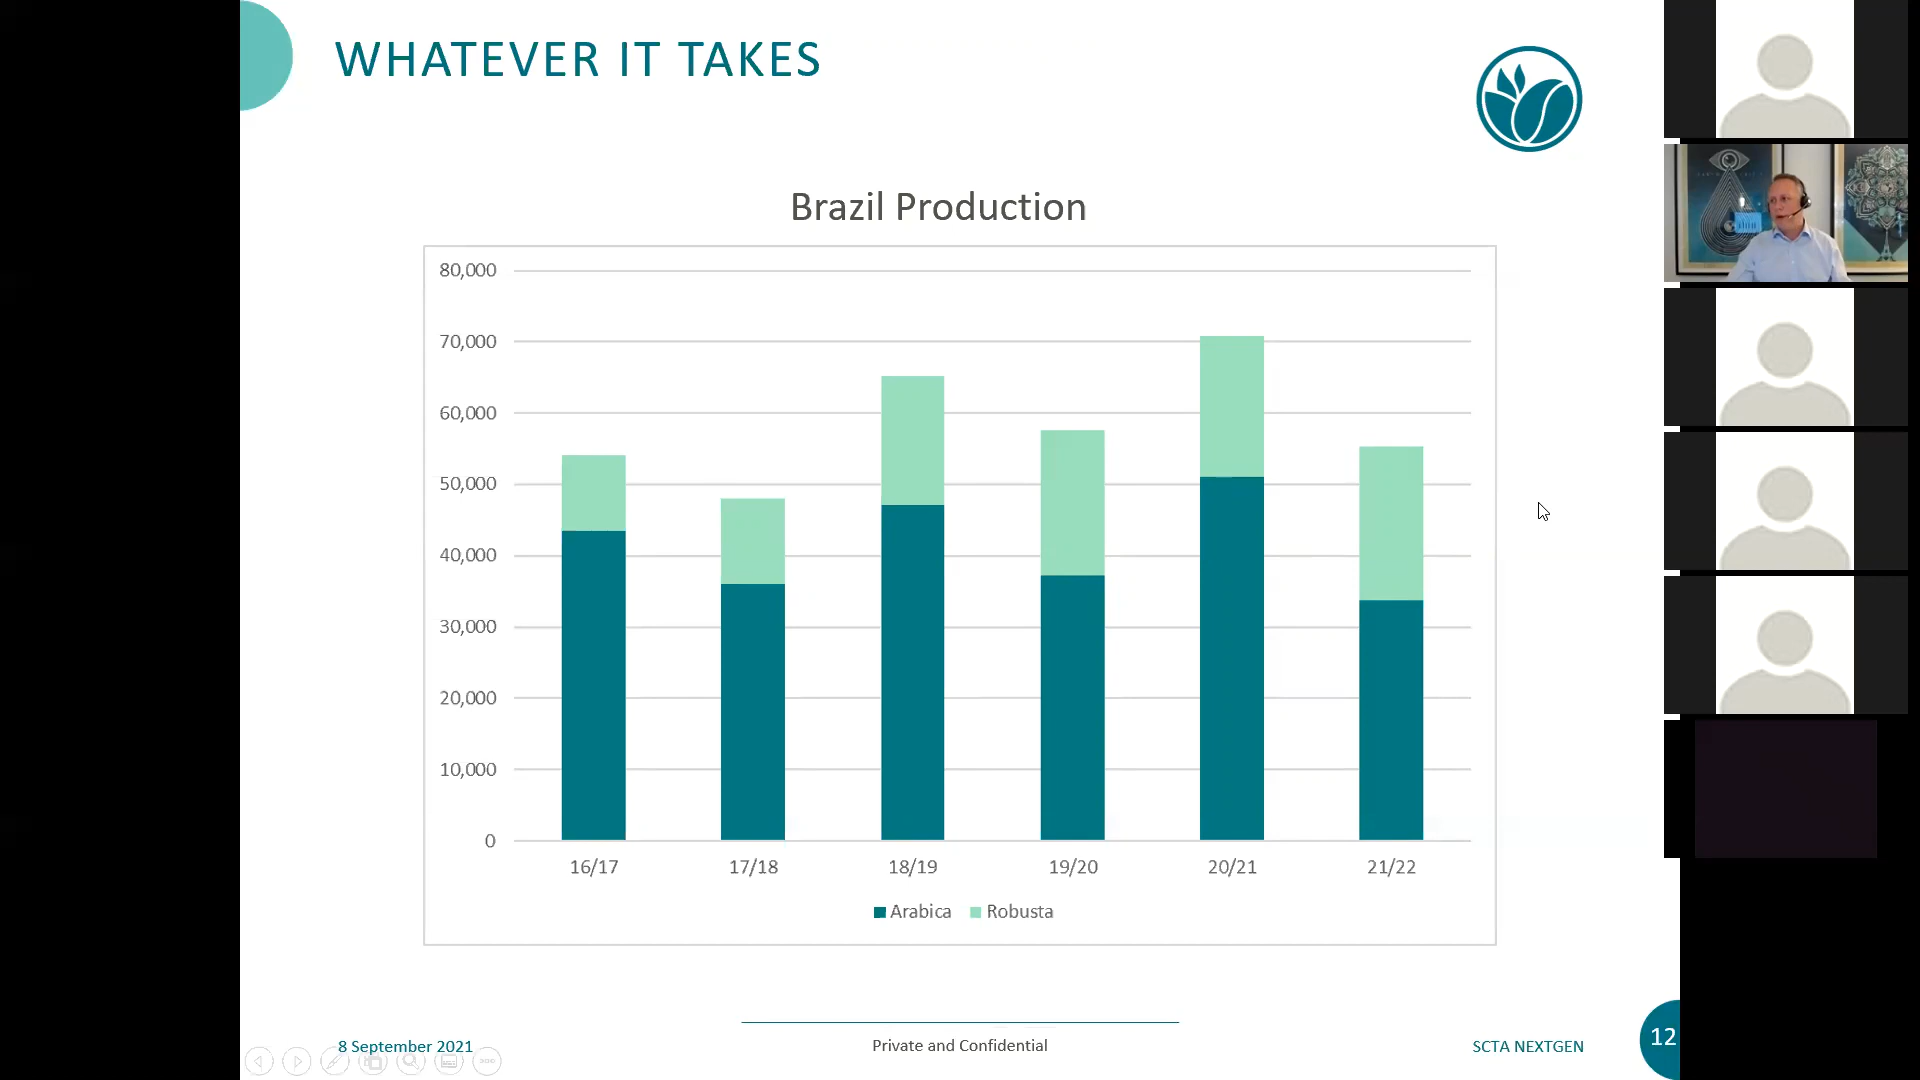 WHATEVER IT TAKES
Brazil Production
80,000
70,000
60,000
50,000
40,000
30,000
20,000
10,000
0
16/17 17/18 18/19 19/20 20/21 21/22
Arabica Robusta
8 September 2021 Private and Confidential SCTA NEXTGEN 12